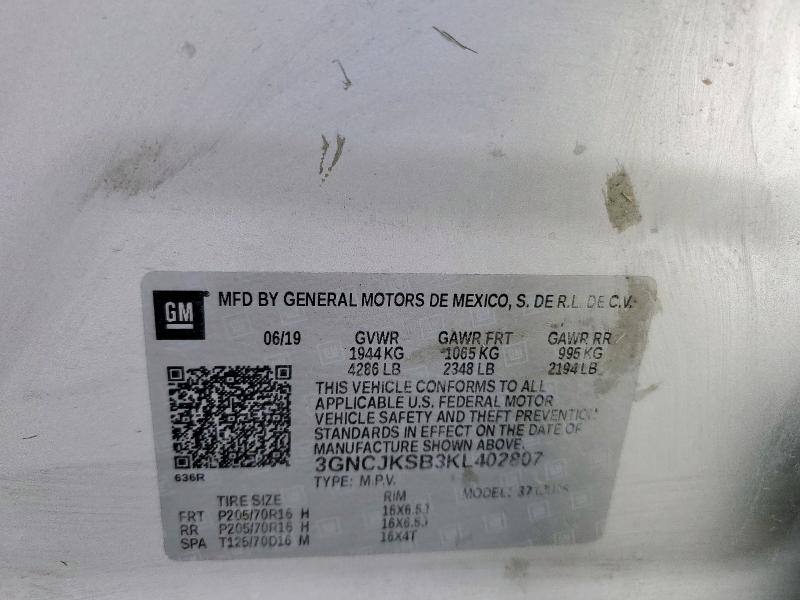 GM® MFD BY GENERAL MOTORS DE MEXICO, S. DE R.L. DE C.V.
06/19 GVWR GAWR FRT GAWR RR
1944 KG 1065 KG 995 KG
4286 LB 2348 LB 2194 LB
THIS VEHICLE CONFORMS TO ALL
APPLICABLE U.S. FEDERAL MOTOR
VEHICLE SAFETY AND THEFT PREVENTION
STANDARDS IN EFFECT ON THE DATE OF
MANUFACTURE SHOWN ABOVE.
3GNCJKSB3KL402807
636R
TYPE: M.P.V. MODEL:
TIRE SIZE RIM
FRT P205/70R16 H 16X6.5J
RR P205/70R16 H 16X6.5J
SPA T125/70D16 M 16X4T